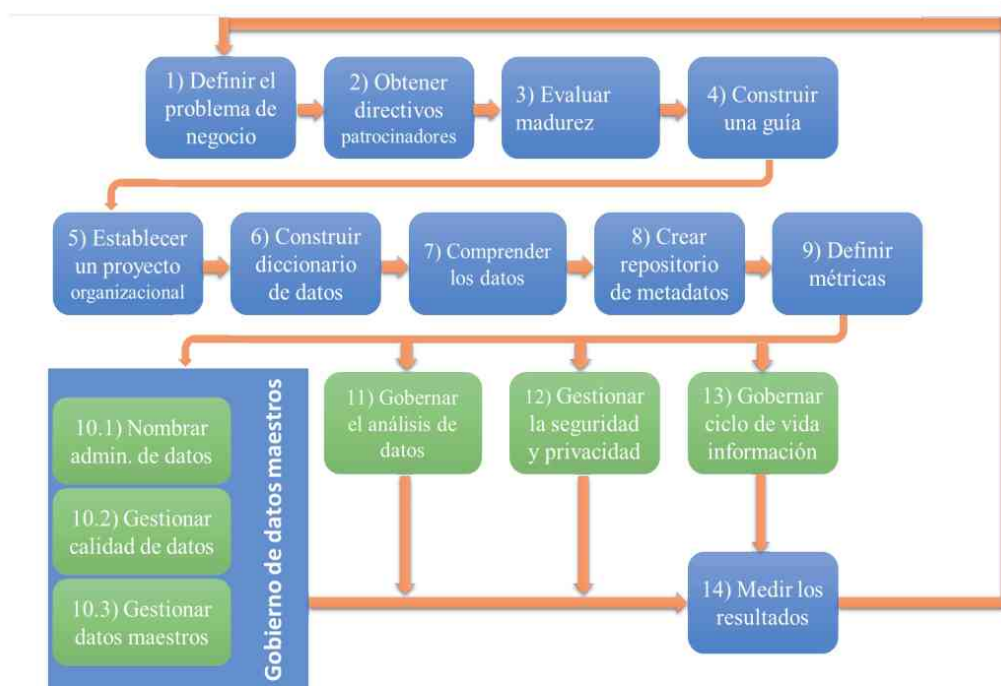 1) Definir el
problema de
negocio
2) Obtener
directivos
patrocinadores
3) Evaluar
madurez
4) Construir
una guía
5) Establecer
un proyecto
organizacional
6) Construir
diccionario
de datos
7) Comprender
los datos
8) Crear
repositorio
de metadatos
9) Definir
métricas
10.1) Nombrar
admin. de datos
10.2) Gestionar
calidad de datos
10.3) Gestionar
datos maestros
Gobierno de datos maestros
11) Gobernar
el análisis de
datos
12) Gestionar
la seguridad
y privacidad
13) Gobernar
ciclo de vida
información
14) Medir los
resultados